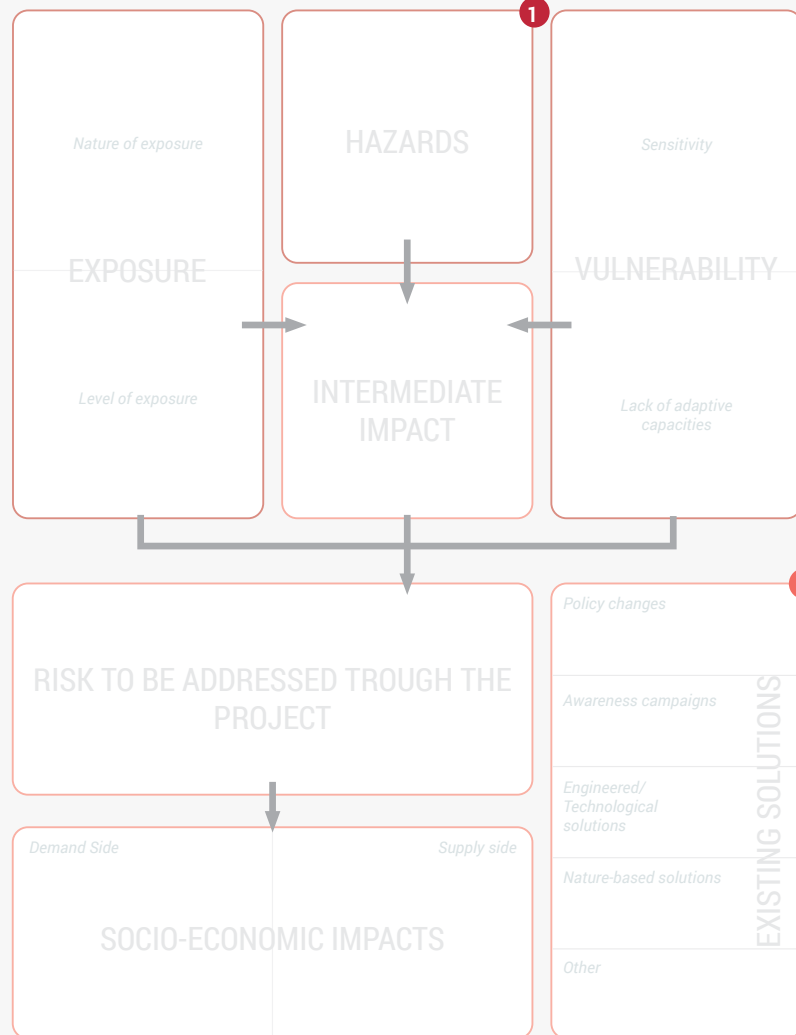 1
Nature of exposure
EXPOSURE
Level of exposure
HAZARDS
INTERMEDIATE
IMPACT
Sensitivity
VULNERABILITY
Lack of adaptive
capacities
RISK TO BE ADDRESSED TROUGH THE
PROJECT
Demand Side
Supply side
SOCIO-ECONOMIC IMPACTS
Policy changes
Awareness campaigns
Engineered/
Technological
solutions
Nature-based solutions
Other
EXISTING SOLUTIONS